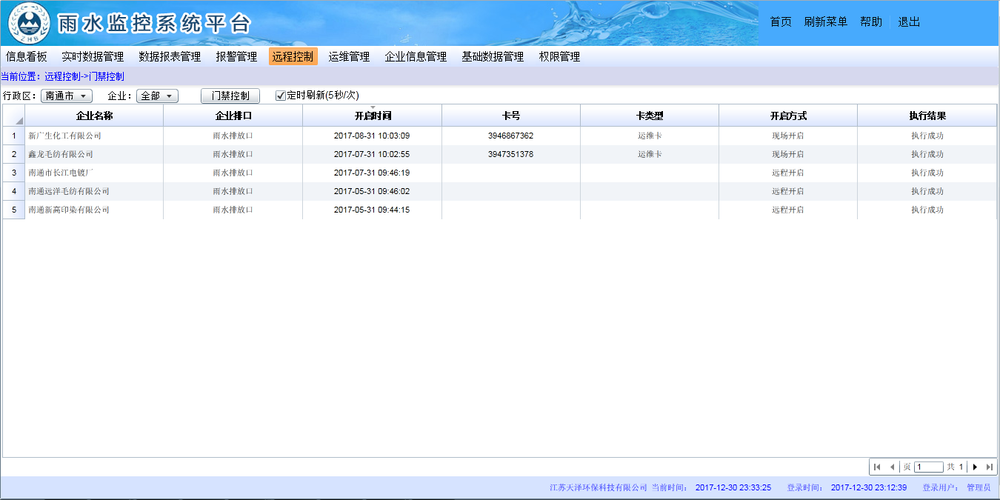 ZHB
雨水监控系统平台
首页 刷新菜单 帮助 退出
信息看板 实时数据管理 数据报表管理 报警管理 远程控制 运维管理 企业信息管理 基础数据管理 权限管理
当前位置：远程控制->门禁控制
行政区： 南通市 企业： 全部 门禁控制 定时刷新(5秒/次)
企业名称 企业排口 开启时间 卡号 卡类型 开启方式 执行结果
1 新广生化工有限公司 雨水排放口 2017-08-31 10:03:09 3946867362 运维卡 现场开启 执行成功
2 鑫龙毛纺有限公司 雨水排放口 2017-07-31 10:02:55 3947351378 运维卡 现场开启 执行成功
3 南通市长江电镀厂 雨水排放口 2017-07-31 09:46:19 远程开启 执行成功
4 南通远洋毛纺有限公司 雨水排放口 2017-05-31 09:46:02 远程开启 执行成功
5 南通新高印染有限公司 雨水排放口 2017-05-31 09:44:15 远程开启 执行成功
页 1 共 1
江苏天泽环保科技有限公司 当前时间： 2017-12-30 23:33:25 登录时间： 2017-12-30 23:12:39 登录用户： 管理员